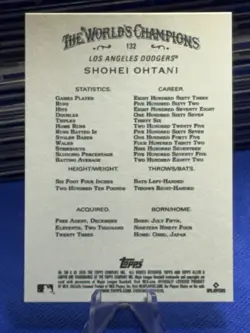 THE WORLD'S CHAMPIONS
132
LOS ANGELES DODGERS®
SHOHEI OHTANI
STATISTICS: CAREER:
GAMES PLAYED EIGHT HUNDRED SIXTY THREE
RUNS FIVE HUNDRED SIXTY TWO
HITS EIGHT HUNDRED SEVENTY EIGHT
DOUBLES ONE HUNDRED SIXTY SEVEN
TRIPLES THIRTY SIX
HOME RUNS TWO HUNDRED TWENTY FIVE
RUNS BATTED IN FIVE HUNDRED SIXTY SEVEN
STOLEN BASES ONE HUNDRED FORTY FIVE
WALKS FOUR HUNDRED THIRTY TWO
STRIKEOUTS NINE HUNDRED SEVENTEEN
SLUGGING PERCENTAGE FIVE HUNDRED SEVENTY FIVE
BATTING AVERAGE TWO HUNDRED EIGHTY TWO
HEIGHT/WEIGHT: THROWS/BATS:
SIX FOOT FOUR INCHES BATS LEFT-HANDED
TWO HUNDRED TEN POUNDS THROWS RIGHT-HANDED
ACQUIRED: BORN/HOME:
FREE AGENT, DECEMBER BORN: JULY FIFTH,
ELEVENTH, TWO THOUSAND NINETEEN NINETY FOUR
TWENTY THREE HOME: OSHU, JAPAN
Topps